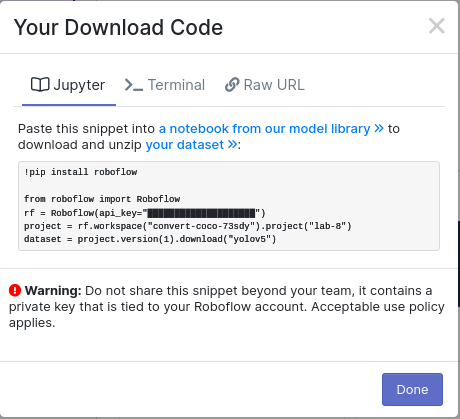 Your Download Code
Jupyter
Terminal
Raw URL
Paste this snippet into a notebook from our model library » to
download and unzip your dataset »:
!pip install roboflow
from roboflow import Roboflow
rf = Roboflow(api_key="████████████████████")
project = rf.workspace("convert-coco-73sdy").project("lab-8")
dataset = project.version(1).download("yolov5")
Warning: Do not share this snippet beyond your team, it contains a
private key that is tied to your Roboflow account. Acceptable use policy
applies.
Done